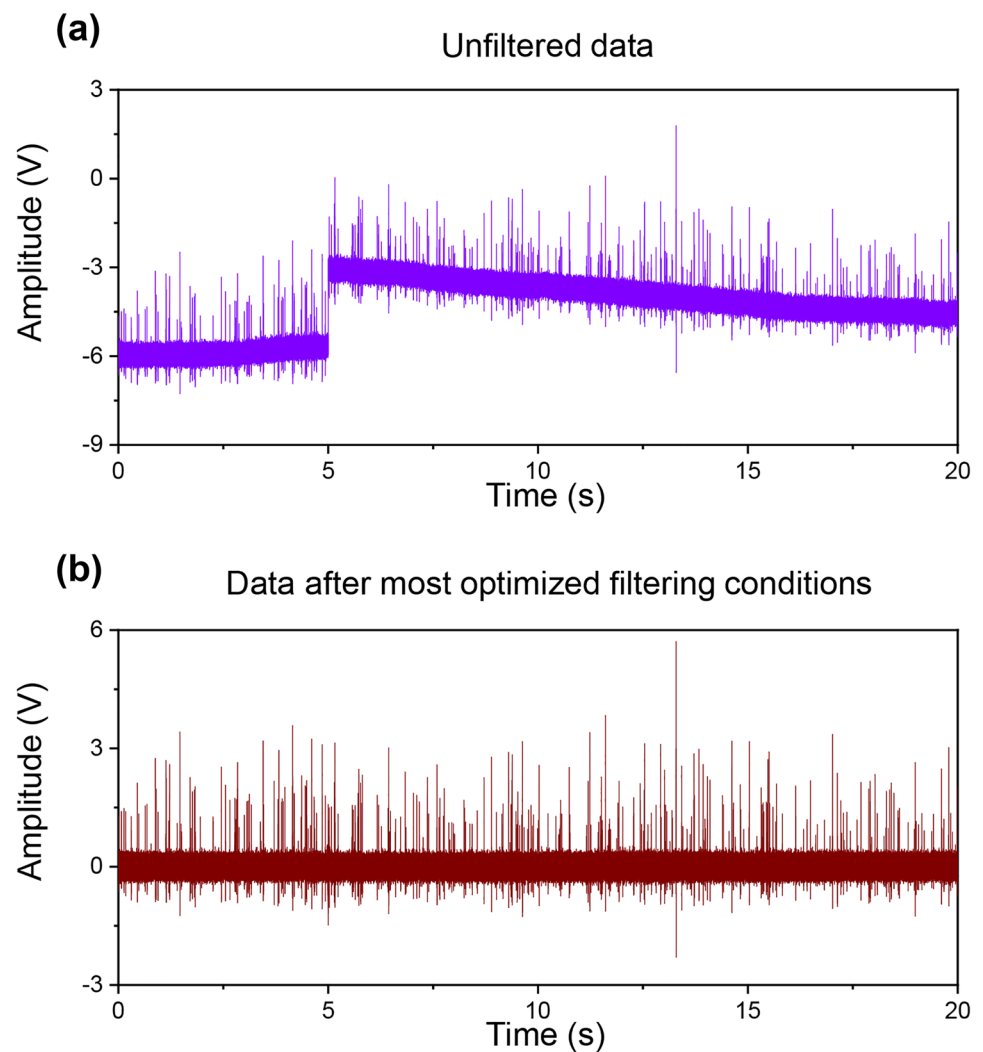 (a)
Unfiltered data
3
0
-3
-6
-9
Amplitude (V)
0 5 10 15 20
Time (s)
(b)
Data after most optimized filtering conditions
6
3
0
-3
Amplitude (V)
0 5 10 15 20
Time (s)